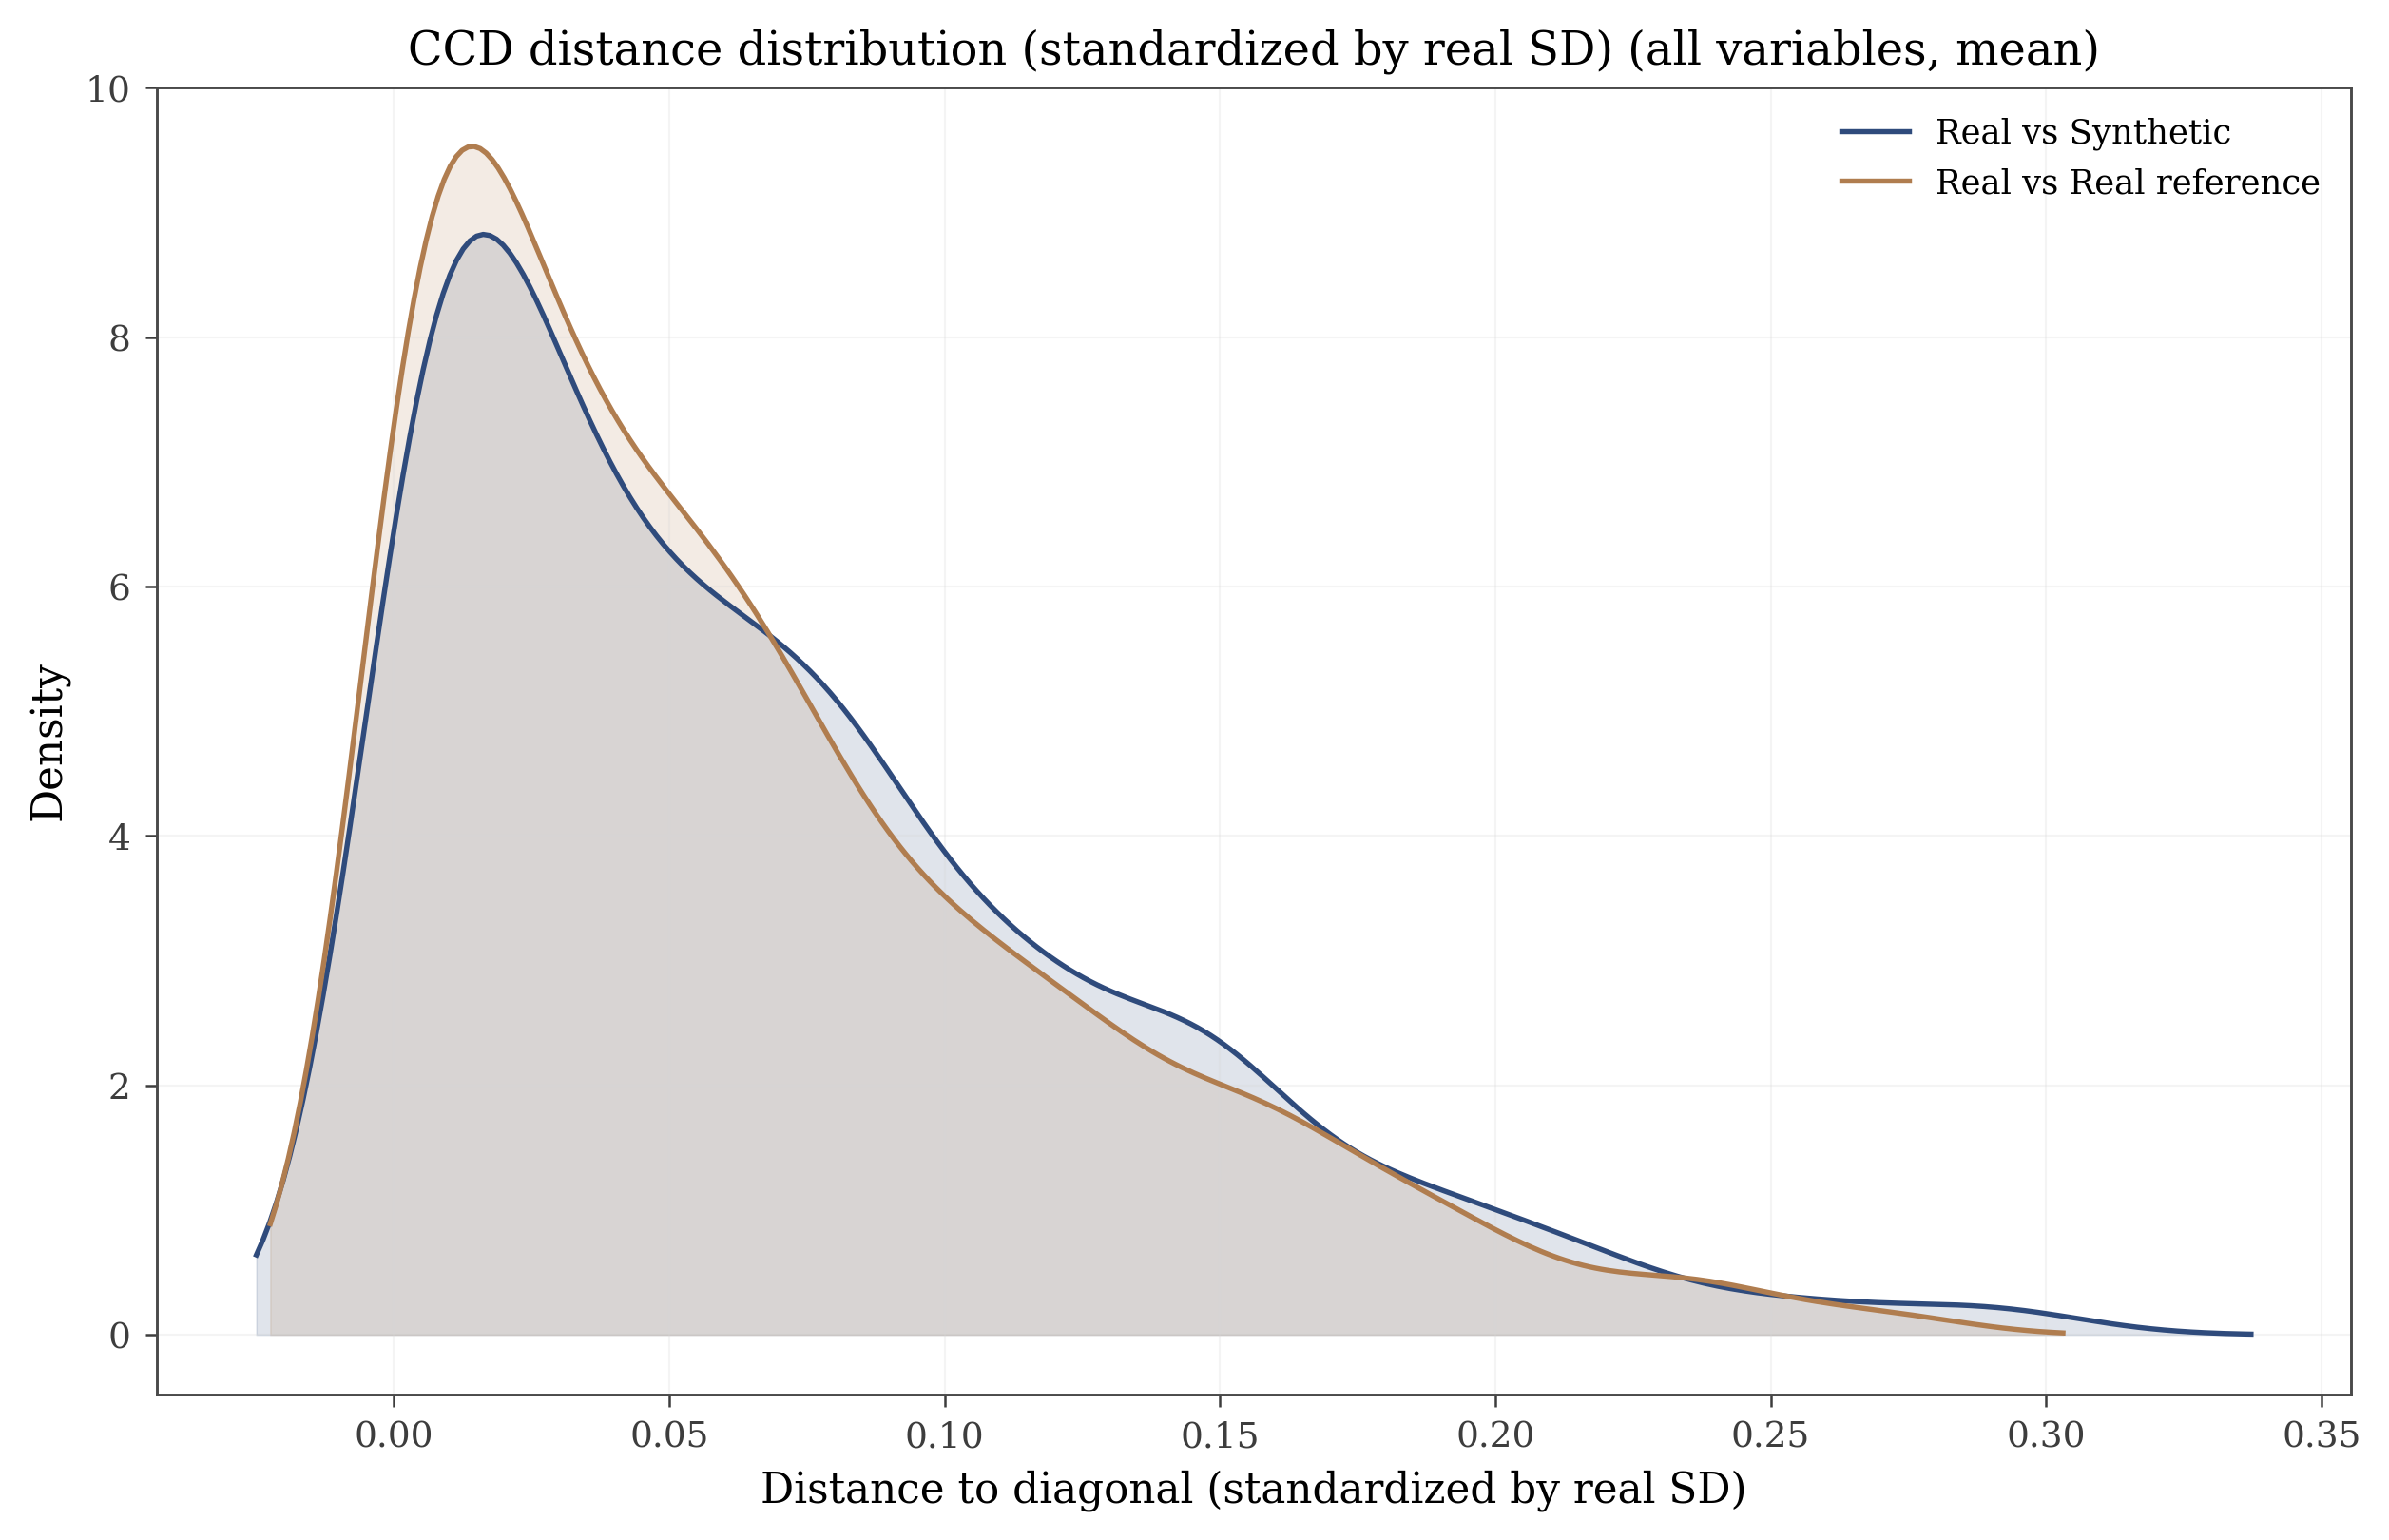 CCD distance distribution (standardized by real SD) (all variables, mean)
Real vs Synthetic
Real vs Real reference
Density
10
8
6
4
2
0
0.00 0.05 0.10 0.15 0.20 0.25 0.30 0.35
Distance to diagonal (standardized by real SD)